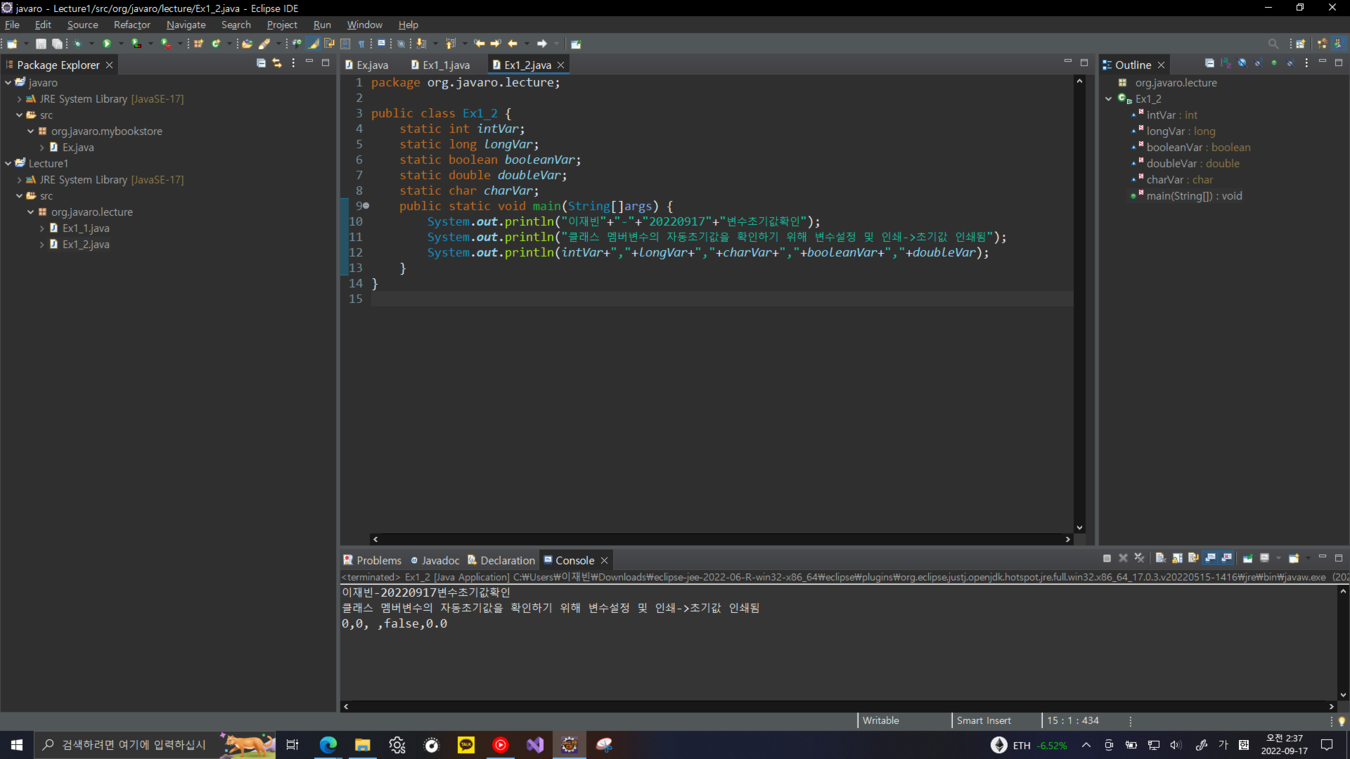 javaro - Lecture1/src/org/javaro/lecture/Ex1_2.java - Eclipse IDE
File Edit Source Refactor Navigate Search Project Run Window Help
Package Explorer
javaro
JRE System Library [JavaSE-17]
src
org.javaro.mybookstore
Ex.java
Lecture1
JRE System Library [JavaSE-17]
src
org.javaro.lecture
Ex1_1.java
Ex1_2.java
Ex.java Ex1_1.java Ex1_2.java
1 package org.javaro.lecture;
2
3 public class Ex1_2 {
4 static int intVar;
5 static long longVar;
6 static boolean booleanVar;
7 static double doubleVar;
8 static char charVar;
9 public static void main(String[]args) {
10 System.out.println("이재빈"+"-"+"20220917"+"변수초기값확인");
11 System.out.println("클래스 멤버변수의 자동초기값을 확인하기 위해 변수설정 및 인쇄->초기값 인쇄됨");
12 System.out.println(intVar+","+longVar+","+charVar+","+booleanVar+","+doubleVar);
13 }
14 }
15
Outline
org.javaro.lecture
Ex1_2
intVar : int
longVar : long
booleanVar : boolean
doubleVar : double
charVar : char
main(String[]) : void
Problems Javadoc Declaration Console
<terminated> Ex1_2 [Java Application] C:₩Users₩이재빈₩Downloads₩eclipse-jee-2022-06-R-win32-x86_64₩eclipse₩plugins₩org.eclipse.justj.openjdk.hotspot.jre.full.win32.x86_64_17.0.3.v20220515-1416₩jre₩bin₩javaw.exe (202
이재빈-20220917변수초기값확인
클래스 멤버변수의 자동초기값을 확인하기 위해 변수설정 및 인쇄->초기값 인쇄됨
0,0, ,false,0.0
Writable Smart Insert 15 : 1 : 434
검색하려면 여기에 입력하십시
TALK
ETH -6.52% 가 한
오전 2:37
2022-09-17